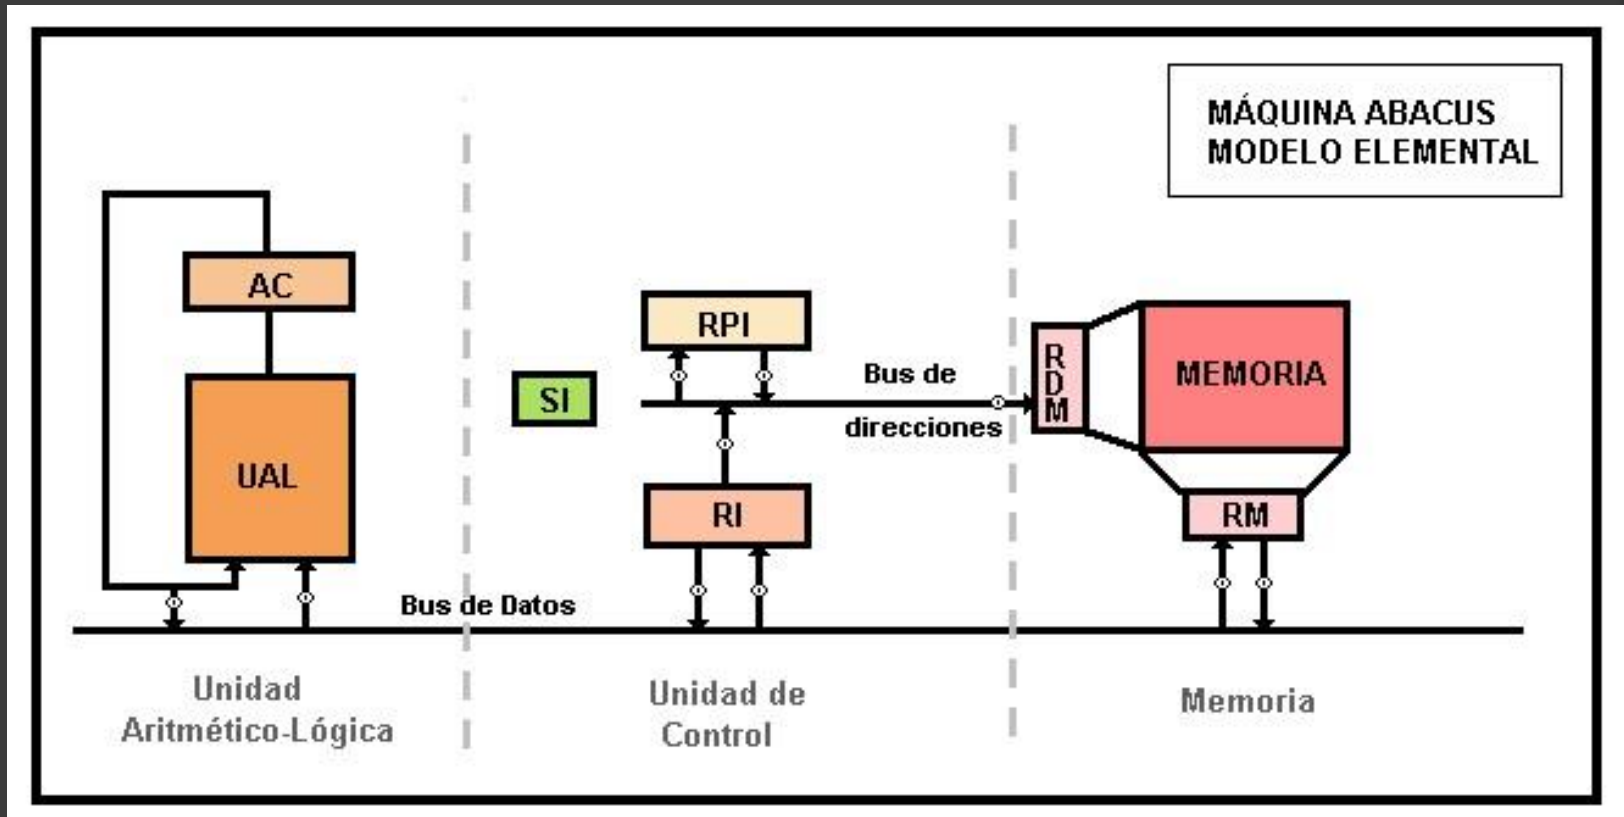 MÁQUINA ABACUS
MODELO ELEMENTAL
AC
UAL
SI
RPI
Bus de
direcciones
RI
RDM
MEMORIA
RM
Bus de Datos
Unidad
Aritmético-Lógica
Unidad de
Control
Memoria